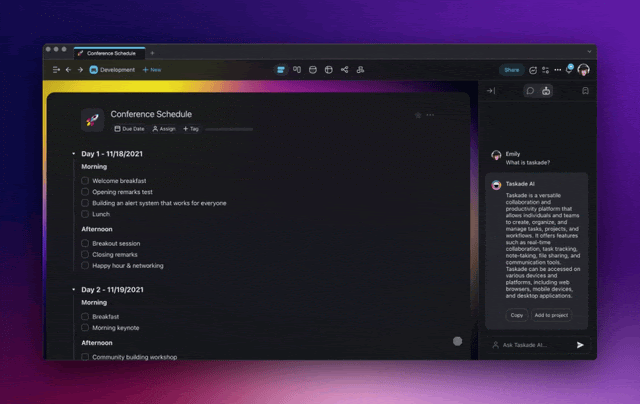 Conference Schedule
Development
+ New
Share
Conference Schedule
Due Date
Assign
+ Tag
Day 1 - 11/18/2021
Morning
Welcome breakfast
Opening remarks test
Building an alert system that works for everyone
Lunch
Afternoon
Breakout session
Closing remarks
Happy hour & networking
Day 2 - 11/19/2021
Morning
Breakfast
Morning keynote
Afternoon
Community building workshop
Emily
What is taskade?
Taskade AI
Taskade is a versatile
collaboration and
productivity platform that
allows individuals and teams
to create, organize, and
manage tasks, projects, and
workflows. It offers features
such as real-time
collaboration, task tracking,
note-taking, file sharing, and
communication tools.
Taskade can be accessed on
various devices and
platforms, including web
browsers, mobile devices,
and desktop applications.
Copy
Add to project
Ask Taskade AI...